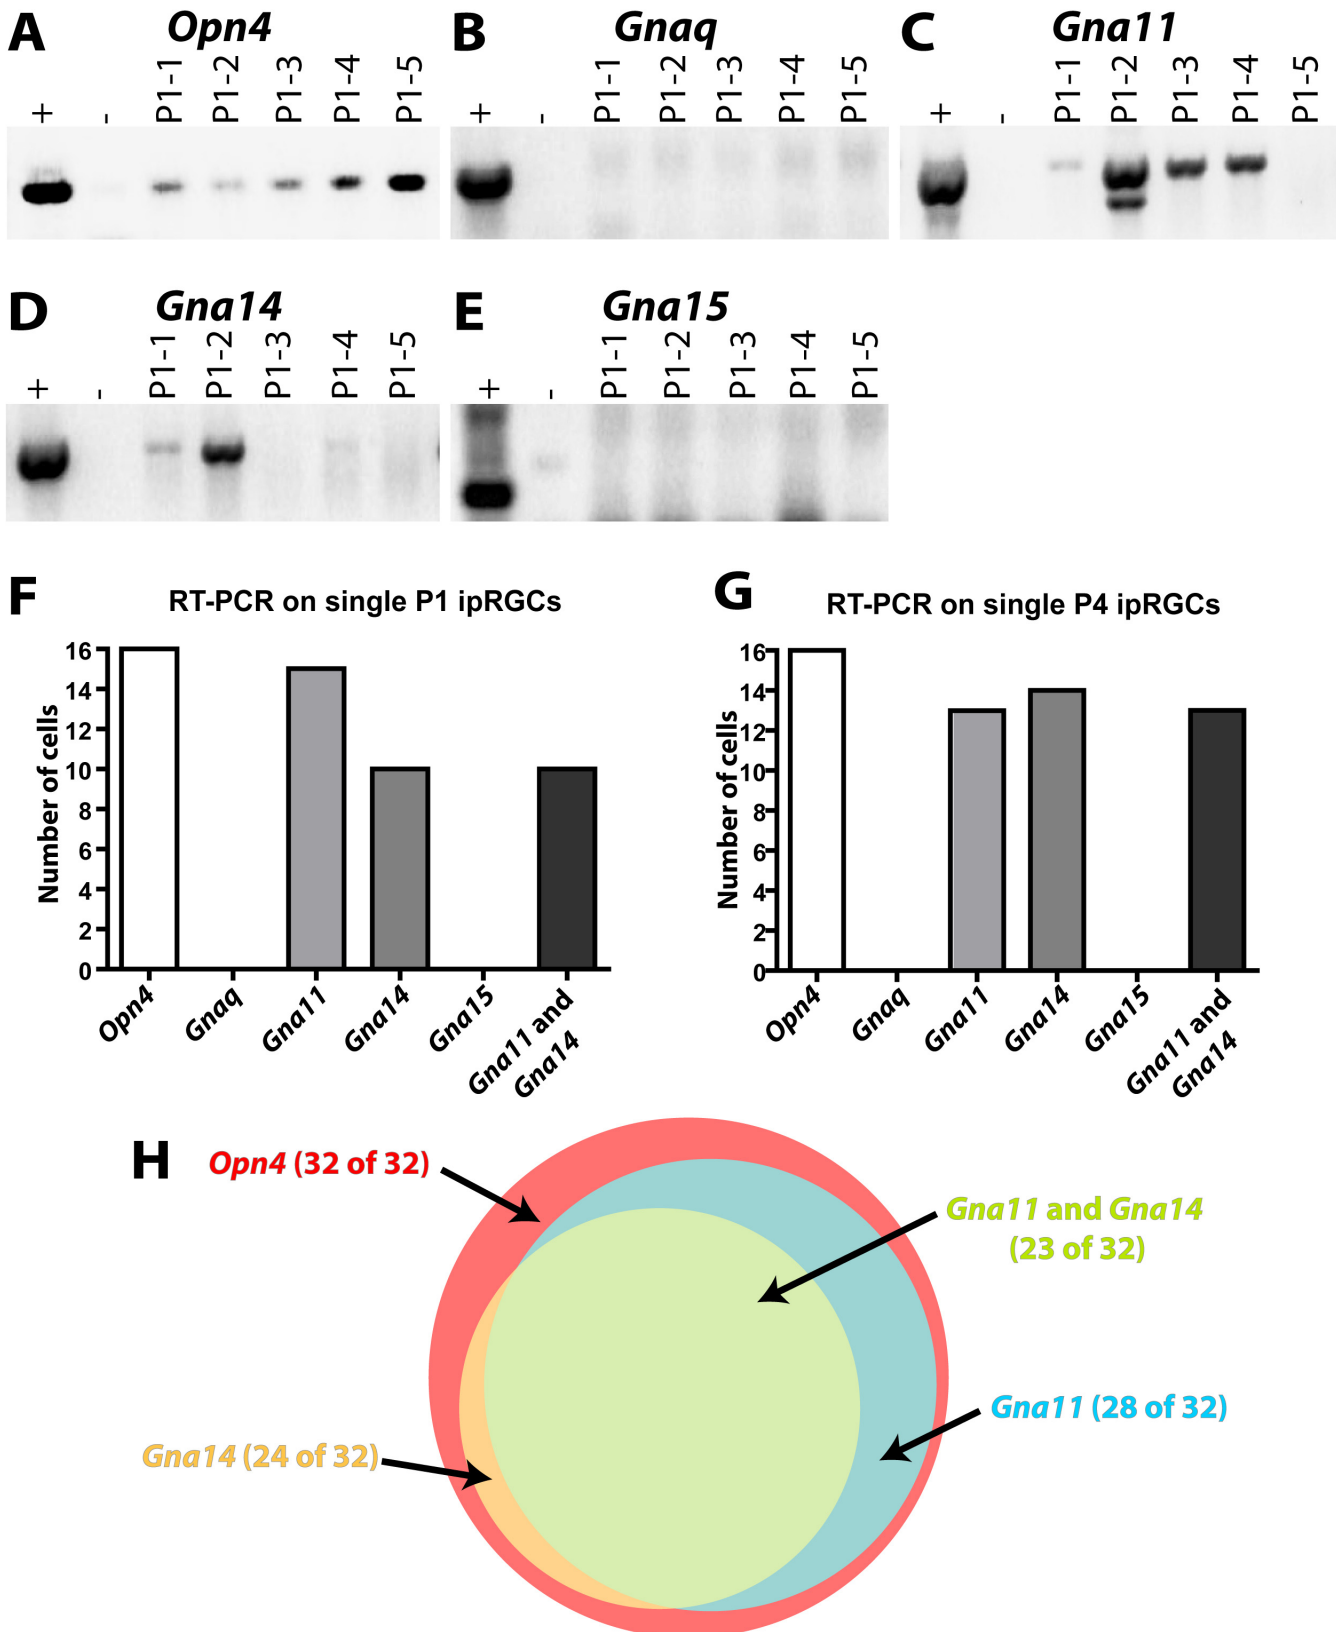 A Opn4
+ - P1-1 P1-2 P1-3 P1-4 P1-5
B Gnaq
+ - P1-1 P1-2 P1-3 P1-4 P1-5
C Gna11
+ - P1-1 P1-2 P1-3 P1-4 P1-5
D Gna14
+ - P1-1 P1-2 P1-3 P1-4 P1-5
E Gna15
+ - P1-1 P1-2 P1-3 P1-4 P1-5
F RT-PCR on single P1 ipRGCs
Number of cells
16
14
12
10
8
6
4
2
0
Opn4 Gnaq Gna11 Gna14 Gna15 Gna11 and
Gna14
G RT-PCR on single P4 ipRGCs
Number of cells
16
14
12
10
8
6
4
2
0
Opn4 Gnaq Gna11 Gna14 Gna15 Gna11 and
Gna14
H Opn4 (32 of 32)
Gna11 and Gna14
(23 of 32)
Gna11 (28 of 32)
Gna14 (24 of 32)